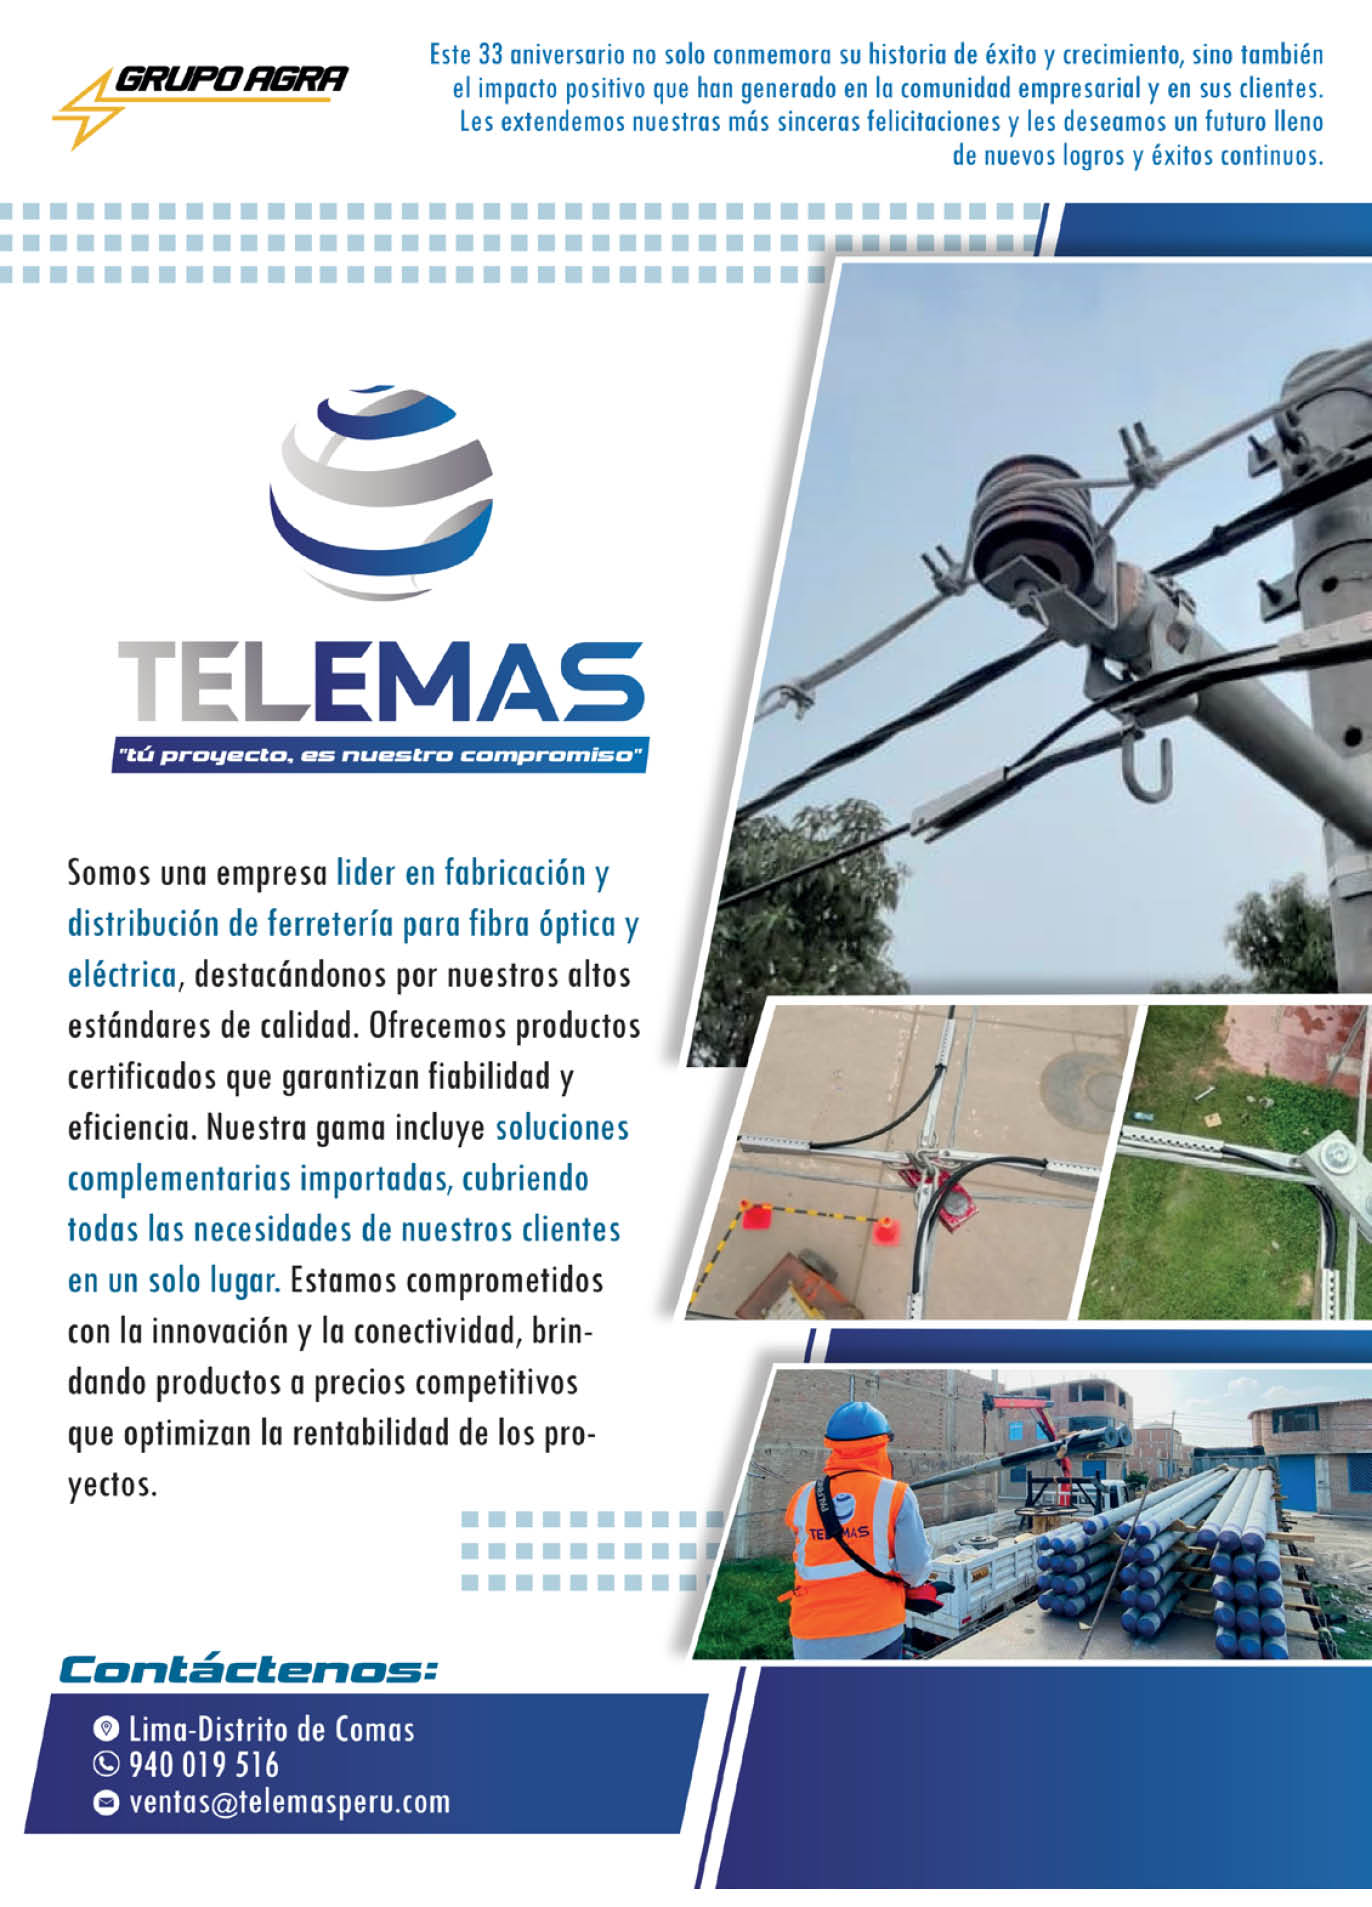 GRUPO AGRA
Este 33 aniversario no solo conmemora su historia de éxito y crecimiento, sino también
el impacto positivo que han generado en la comunidad empresarial y en sus clientes.
Les extendemos nuestras más sinceras felicitaciones y les deseamos un futuro lleno
de nuevos logros y éxitos continuos.
TELEMAS
"tú proyecto, es nuestro compromiso"
Somos una empresa lider en fabricación y
distribución de ferretería para fibra óptica y
eléctrica, destacándonos por nuestros altos
estándares de calidad. Ofrecemos productos
certificados que garantizan fiabilidad y
eficiencia. Nuestra gama incluye soluciones
complementarias importadas, cubriendo
todas las necesidades de nuestros clientes
en un solo lugar. Estamos comprometidos
con la innovación y la conectividad, brin-
dando productos a precios competitivos
que optimizan la rentabilidad de los pro-
yectos.
TELEMAS
Contáctenos:
Lima-Distrito de Comas
940 019 516
ventas@telemasperu.com